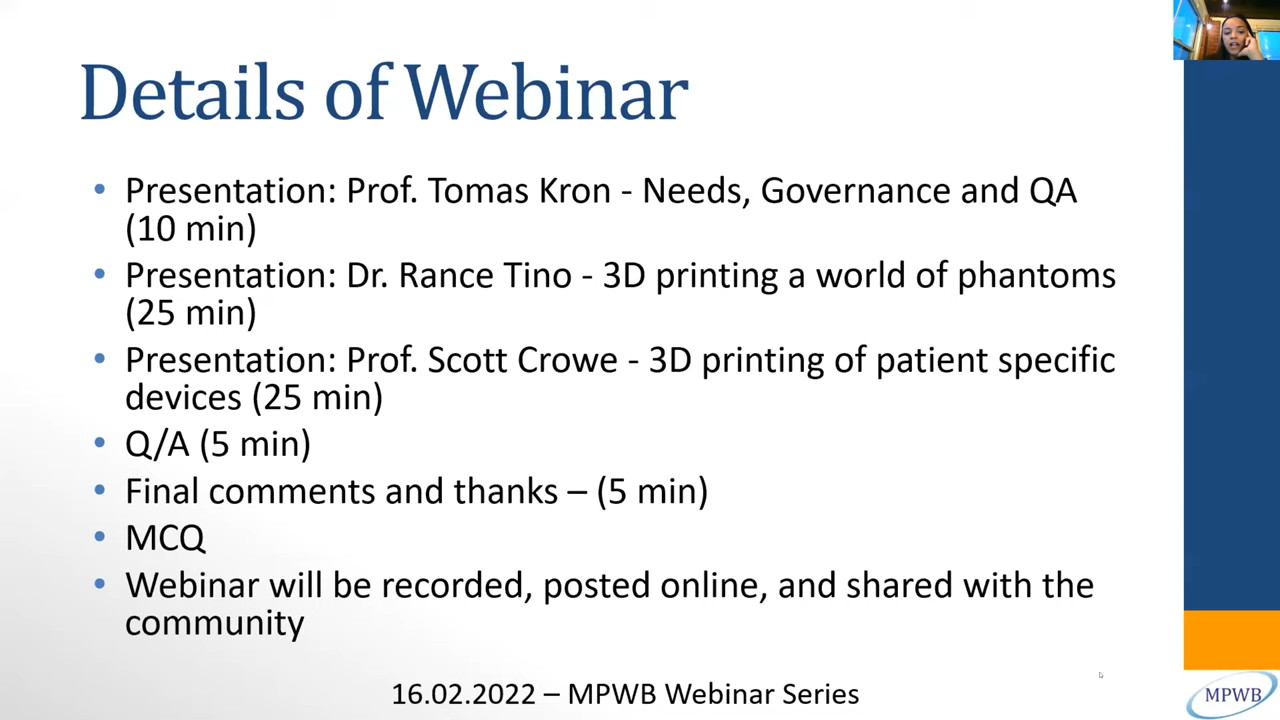 Details of Webinar
• Presentation: Prof. Tomas Kron - Needs, Governance and QA
(10 min)
• Presentation: Dr. Rance Tino - 3D printing a world of phantoms
(25 min)
• Presentation: Prof. Scott Crowe - 3D printing of patient specific
devices (25 min)
• Q/A (5 min)
• Final comments and thanks – (5 min)
• MCQ
• Webinar will be recorded, posted online, and shared with the
community
16.02.2022 – MPWB Webinar Series
MPWB